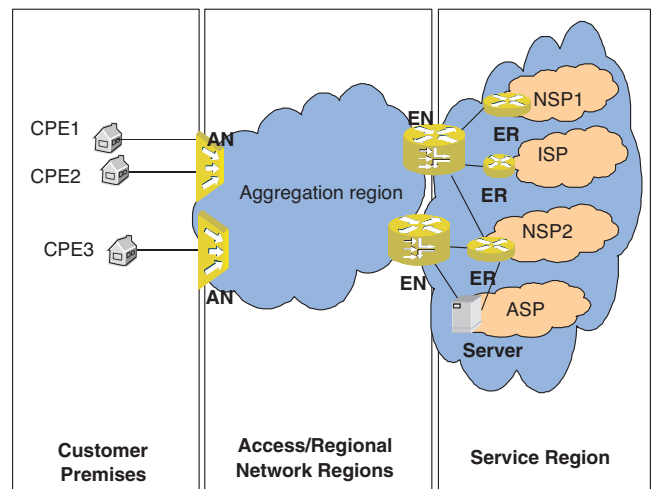 CPE1
CPE2
CPE3
AN
AN
Aggregation region
EN
EN
NSP1
ER
ISP
ER
NSP2
ER
ASP
Server
Customer
Premises
Access/Regional
Network Regions
Service Region